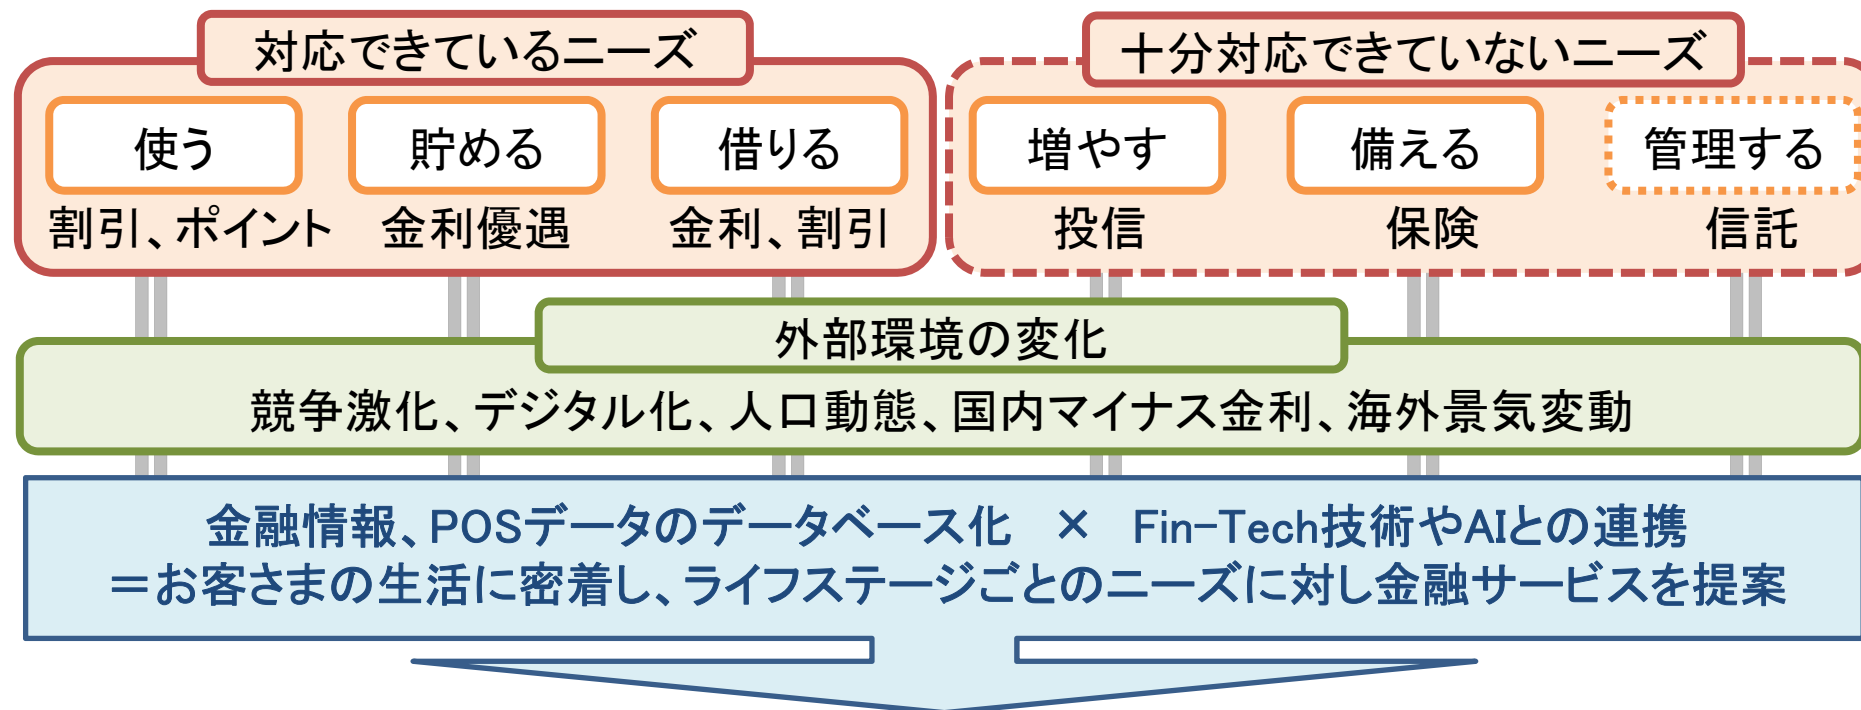 対応できているニーズ
十分対応できていないニーズ
使う
貯める
借りる
増やす
備える
管理する
割引、ポイント
金利優遇
金利、割引
投信
保険
信託
外部環境の変化
競争激化、デジタル化、人口動態、国内マイナス金利、海外景気変動
金融情報、POSデータのデータベース化　×　Fin-Tech技術やAIとの連携
＝お客さまの生活に密着し、ライフステージごとのニーズに対し金融サービスを提案